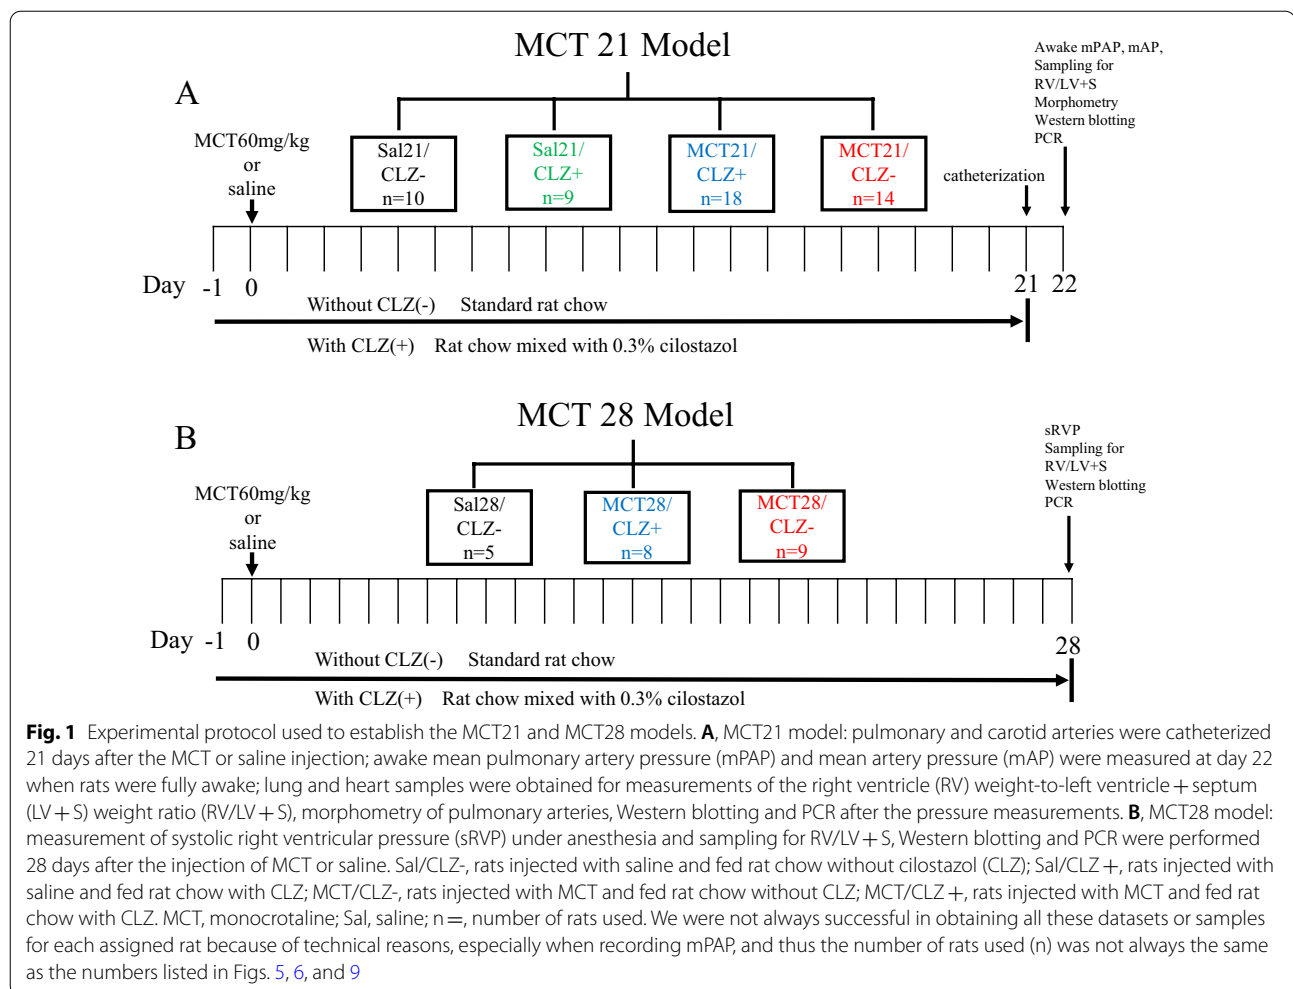 MCT 21 Model
A
MCT60mg/kg
or
saline
Sal21/
CLZ-
n=10
Sal21/
CLZ+
n=9
MCT21/
CLZ+
n=18
MCT21/
CLZ-
n=14
catheterization
Awake mPAP, mAP,
Sampling for
RV/LV+S
Morphometry
Western blotting
PCR
Day -1 0 21 22
Without CLZ(-) Standard rat chow
With CLZ(+) Rat chow mixed with 0.3% cilostazol
MCT 28 Model
B
MCT60mg/kg
or
saline
Sal28/
CLZ-
n=5
MCT28/
CLZ+
n=8
MCT28/
CLZ-
n=9
sRVP
Sampling for
RV/LV+S
Western blotting
PCR
Day -1 0 28
Without CLZ(-) Standard rat chow
With CLZ(+) Rat chow mixed with 0.3% cilostazol
Fig. 1 Experimental protocol used to establish the MCT21 and MCT28 models. A, MCT21 model: pulmonary and carotid arteries were catheterized
21 days after the MCT or saline injection; awake mean pulmonary artery pressure (mPAP) and mean artery pressure (mAP) were measured at day 22
when rats were fully awake; lung and heart samples were obtained for measurements of the right ventricle (RV) weight-to-left ventricle + septum
(LV + S) weight ratio (RV/LV + S), morphometry of pulmonary arteries, Western blotting and PCR after the pressure measurements. B, MCT28 model:
measurement of systolic right ventricular pressure (sRVP) under anesthesia and sampling for RV/LV + S, Western blotting and PCR were performed
28 days after the injection of MCT or saline. Sal/CLZ-, rats injected with saline and fed rat chow without cilostazol (CLZ); Sal/CLZ +, rats injected with
saline and fed rat chow with CLZ; MCT/CLZ-, rats injected with MCT and fed rat chow without CLZ; MCT/CLZ +, rats injected with MCT and fed rat
chow with CLZ. MCT, monocrotaline; Sal, saline; n =, number of rats used. We were not always successful in obtaining all these datasets or samples
for each assigned rat because of technical reasons, especially when recording mPAP, and thus the number of rats used (n) was not always the same
as the numbers listed in Figs. 5, 6, and 9